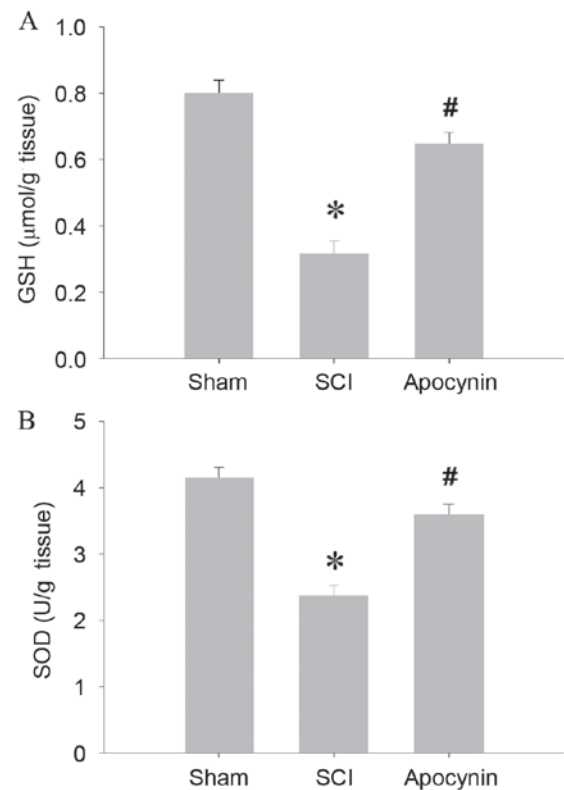 A
1.0
0.8
0.6
0.4
0.2
0.0
GSH (μmol/g tissue)
*
#
Sham SCI Apocynin
B
5
4
3
2
1
0
SOD (U/g tissue)
*
#
Sham SCI Apocynin